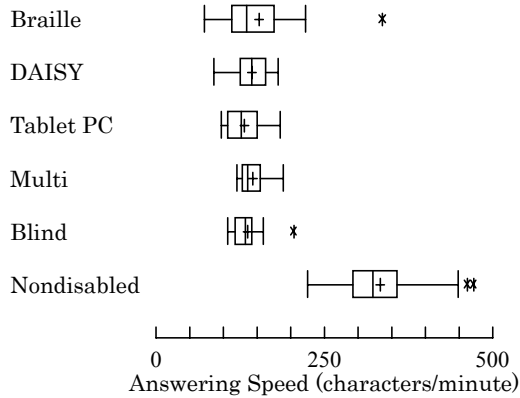 Braille
DAISY
Tablet PC
Multi
Blind
Nondisabled
0 250 500
Answering Speed (characters/minute)